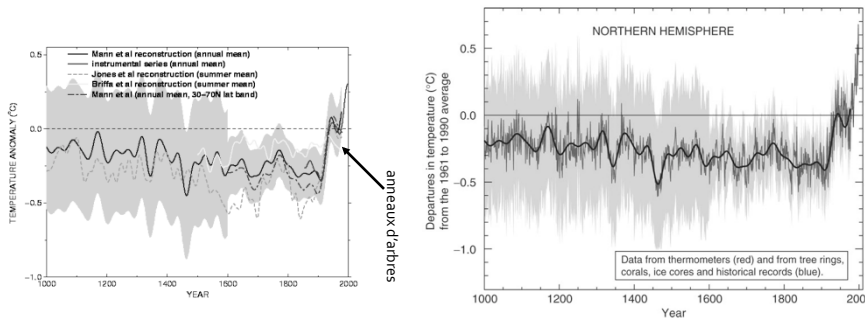 Mann et al reconstruction (annual mean)
instrumental series (annual mean)
Jones et al reconstruction (summer mean)
Briffa et al reconstruction (summer mean)
Mann et al (annual mean, 30-70N lat band)
TEMPERATURE ANOMALY (°C)
0.5
0.0
-0.5
-1.0
1000
1200
1400
1600
1800
2000
YEAR
anneaux d'arbres
NORTHERN HEMISPHERE
Departures in temperature (°C)
from the 1961 to 1990 average
0.5
0
-0.5
-1.0
Data from thermometers (red) and from tree rings,
corals, ice cores and historical records (blue).
1000
1200
1400
1600
1800
2000
Year